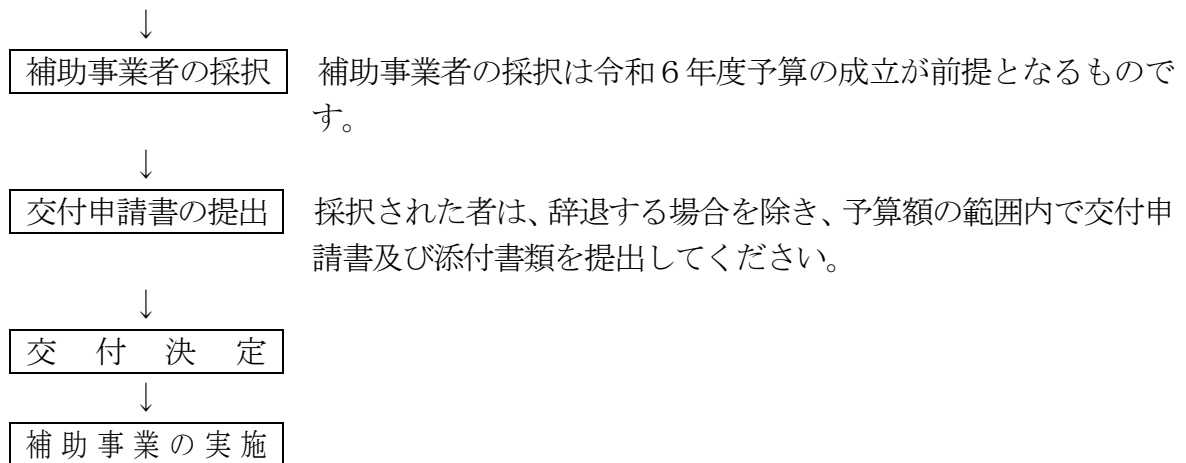 ↓
補助事業者の採択 補助事業者の採択は令和6年度予算の成立が前提となるもので
す。
↓
交付申請書の提出 採択された者は、辞退する場合を除き、予算額の範囲内で交付申
請書及び添付書類を提出してください。
↓
交 付 決 定
↓
補 助 事 業 の 実 施